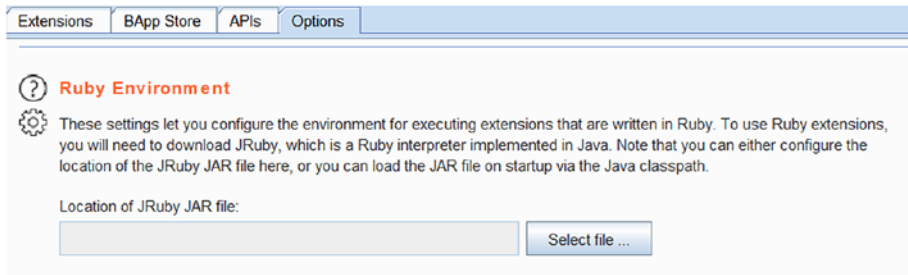 Extensions BApp Store APIs Options
Ruby Environment
These settings let you configure the environment for executing extensions that are written in Ruby. To use Ruby extensions,
you will need to download JRuby, which is a Ruby interpreter implemented in Java. Note that you can either configure the
location of the JRuby JAR file here, or you can load the JAR file on startup via the Java classpath.
Location of JRuby JAR file:
Select file ...